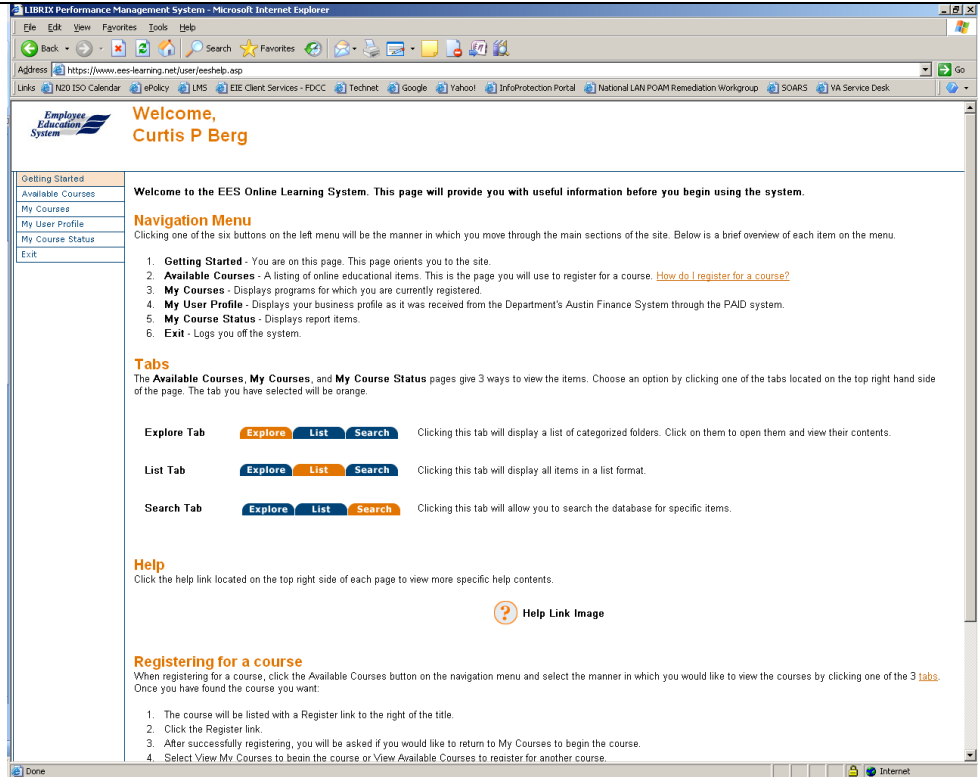 LIBRIX Performance Management System - Microsoft Internet Explorer
File Edit View Favorites Tools Help
Back Search Favorites
Address https://www.ees-learning.net/user/eeshelp.asp Go
Links N20 ISO Calendar ePolicy LMS EIE Client Services - FDCC Technet Google Yahoo! InfoProtection Portal National LAN POAM Remediation Workgroup SOARS VA Service Desk
Employee
Education
System
Welcome,
Curtis P Berg
Getting Started
Available Courses
My Courses
My User Profile
My Course Status
Exit
Welcome to the EES Online Learning System. This page will provide you with useful information before you begin using the system.
Navigation Menu
Clicking one of the six buttons on the left menu will be the manner in which you move through the main sections of the site. Below is a brief overview of each item on the menu.
1. Getting Started - You are on this page. This page orients you to the site.
2. Available Courses - A listing of online educational items. This is the page you will use to register for a course. How do I register for a course?
3. My Courses - Displays programs for which you are currently registered.
4. My User Profile - Displays your business profile as it was received from the Department's Austin Finance System through the PAID system.
5. My Course Status - Displays report items.
6. Exit - Logs you off the system.
Tabs
The Available Courses, My Courses, and My Course Status pages give 3 ways to view the items. Choose an option by clicking one of the tabs located on the top right hand side
of the page. The tab you have selected will be orange.
Explore Tab Explore List Search Clicking this tab will display a list of categorized folders. Click on them to open them and view their contents.
List Tab Explore List Search Clicking this tab will display all items in a list format.
Search Tab Explore List Search Clicking this tab will allow you to search the database for specific items.
Help
Click the help link located on the top right side of each page to view more specific help contents.
? Help Link Image
Registering for a course
When registering for a course, click the Available Courses button on the navigation menu and select the manner in which you would like to view the courses by clicking one of the 3 tabs.
Once you have found the course you want:
1. The course will be listed with a Register link to the right of the title.
2. Click the Register link.
3. After successfully registering, you will be asked if you would like to return to My Courses to begin the course.
4. Select View My Courses to begin the course or View Available Courses to register for another course.
Done Internet